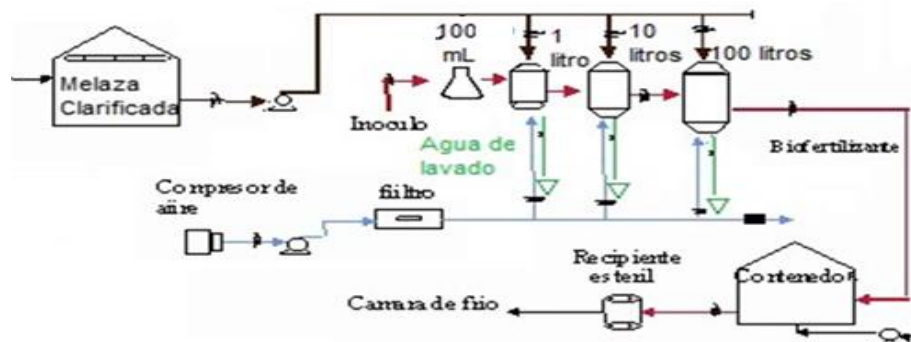 100
mL
1
litro
10
litros
100 litros
Melaza
Clarificada
Inoculo
Agua de
lavado
Biofertilizante
Compresor de
aire
filtro
Recipiente
esteril
Contenedor
Camara de frio